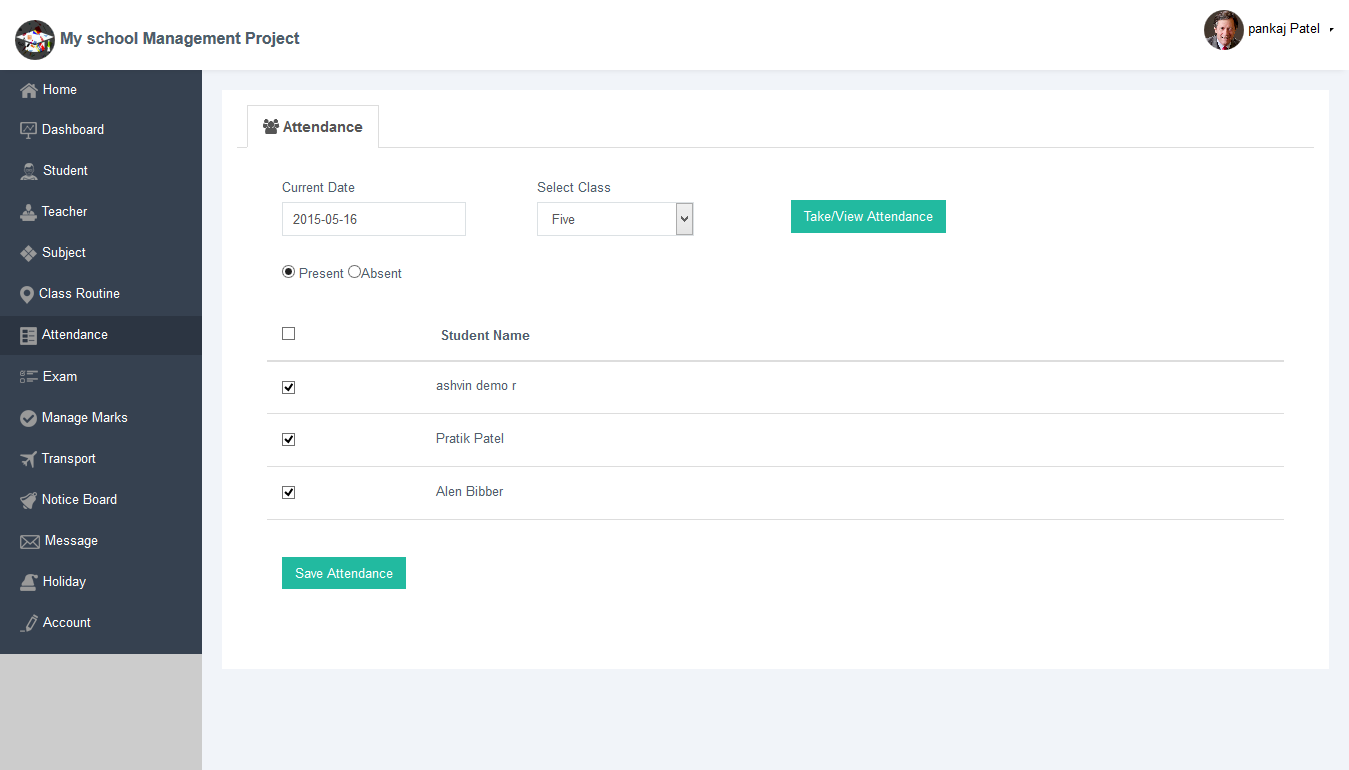 My school Management Project
pankaj Patel
Home
Dashboard
Student
Teacher
Subject
Class Routine
Attendance
Exam
Manage Marks
Transport
Notice Board
Message
Holiday
Account
Attendance
Current Date
Select Class
2015-05-16
Five
Take/View Attendance
Present Absent
Student Name
ashvin demo r
Pratik Patel
Alen Bibber
Save Attendance